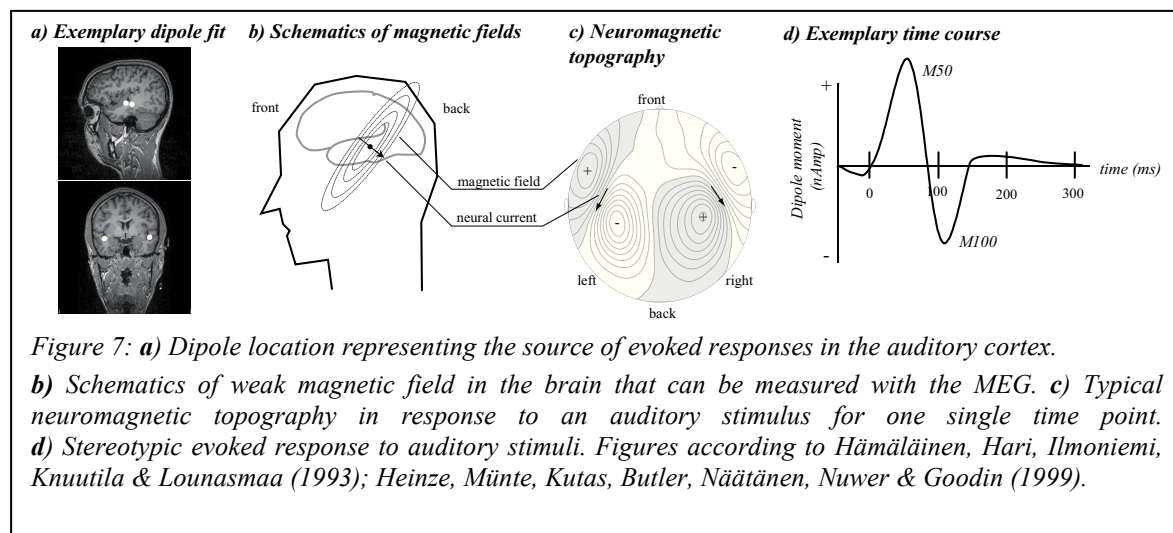 a) Exemplary dipole fit
b) Schematics of magnetic fields
front
back
magnetic field
neural current
c) Neuromagnetic
topography
front
+
-
-
+
left
right
back
d) Exemplary time course
M50
+
Dipole moment
(nAmp)
-
0
100
200
300
time (ms)
M100
Figure 7: a) Dipole location representing the source of evoked responses in the auditory cortex.
b) Schematics of weak magnetic field in the brain that can be measured with the MEG. c) Typical
neuromagnetic topography in response to an auditory stimulus for one single time point.
d) Stereotypic evoked response to auditory stimuli. Figures according to Hämäläinen, Hari, Ilmoniemi,
Knuutila & Lounasmaa (1993); Heinze, Münte, Kutas, Butler, Näätänen, Nuwer & Goodin (1999).